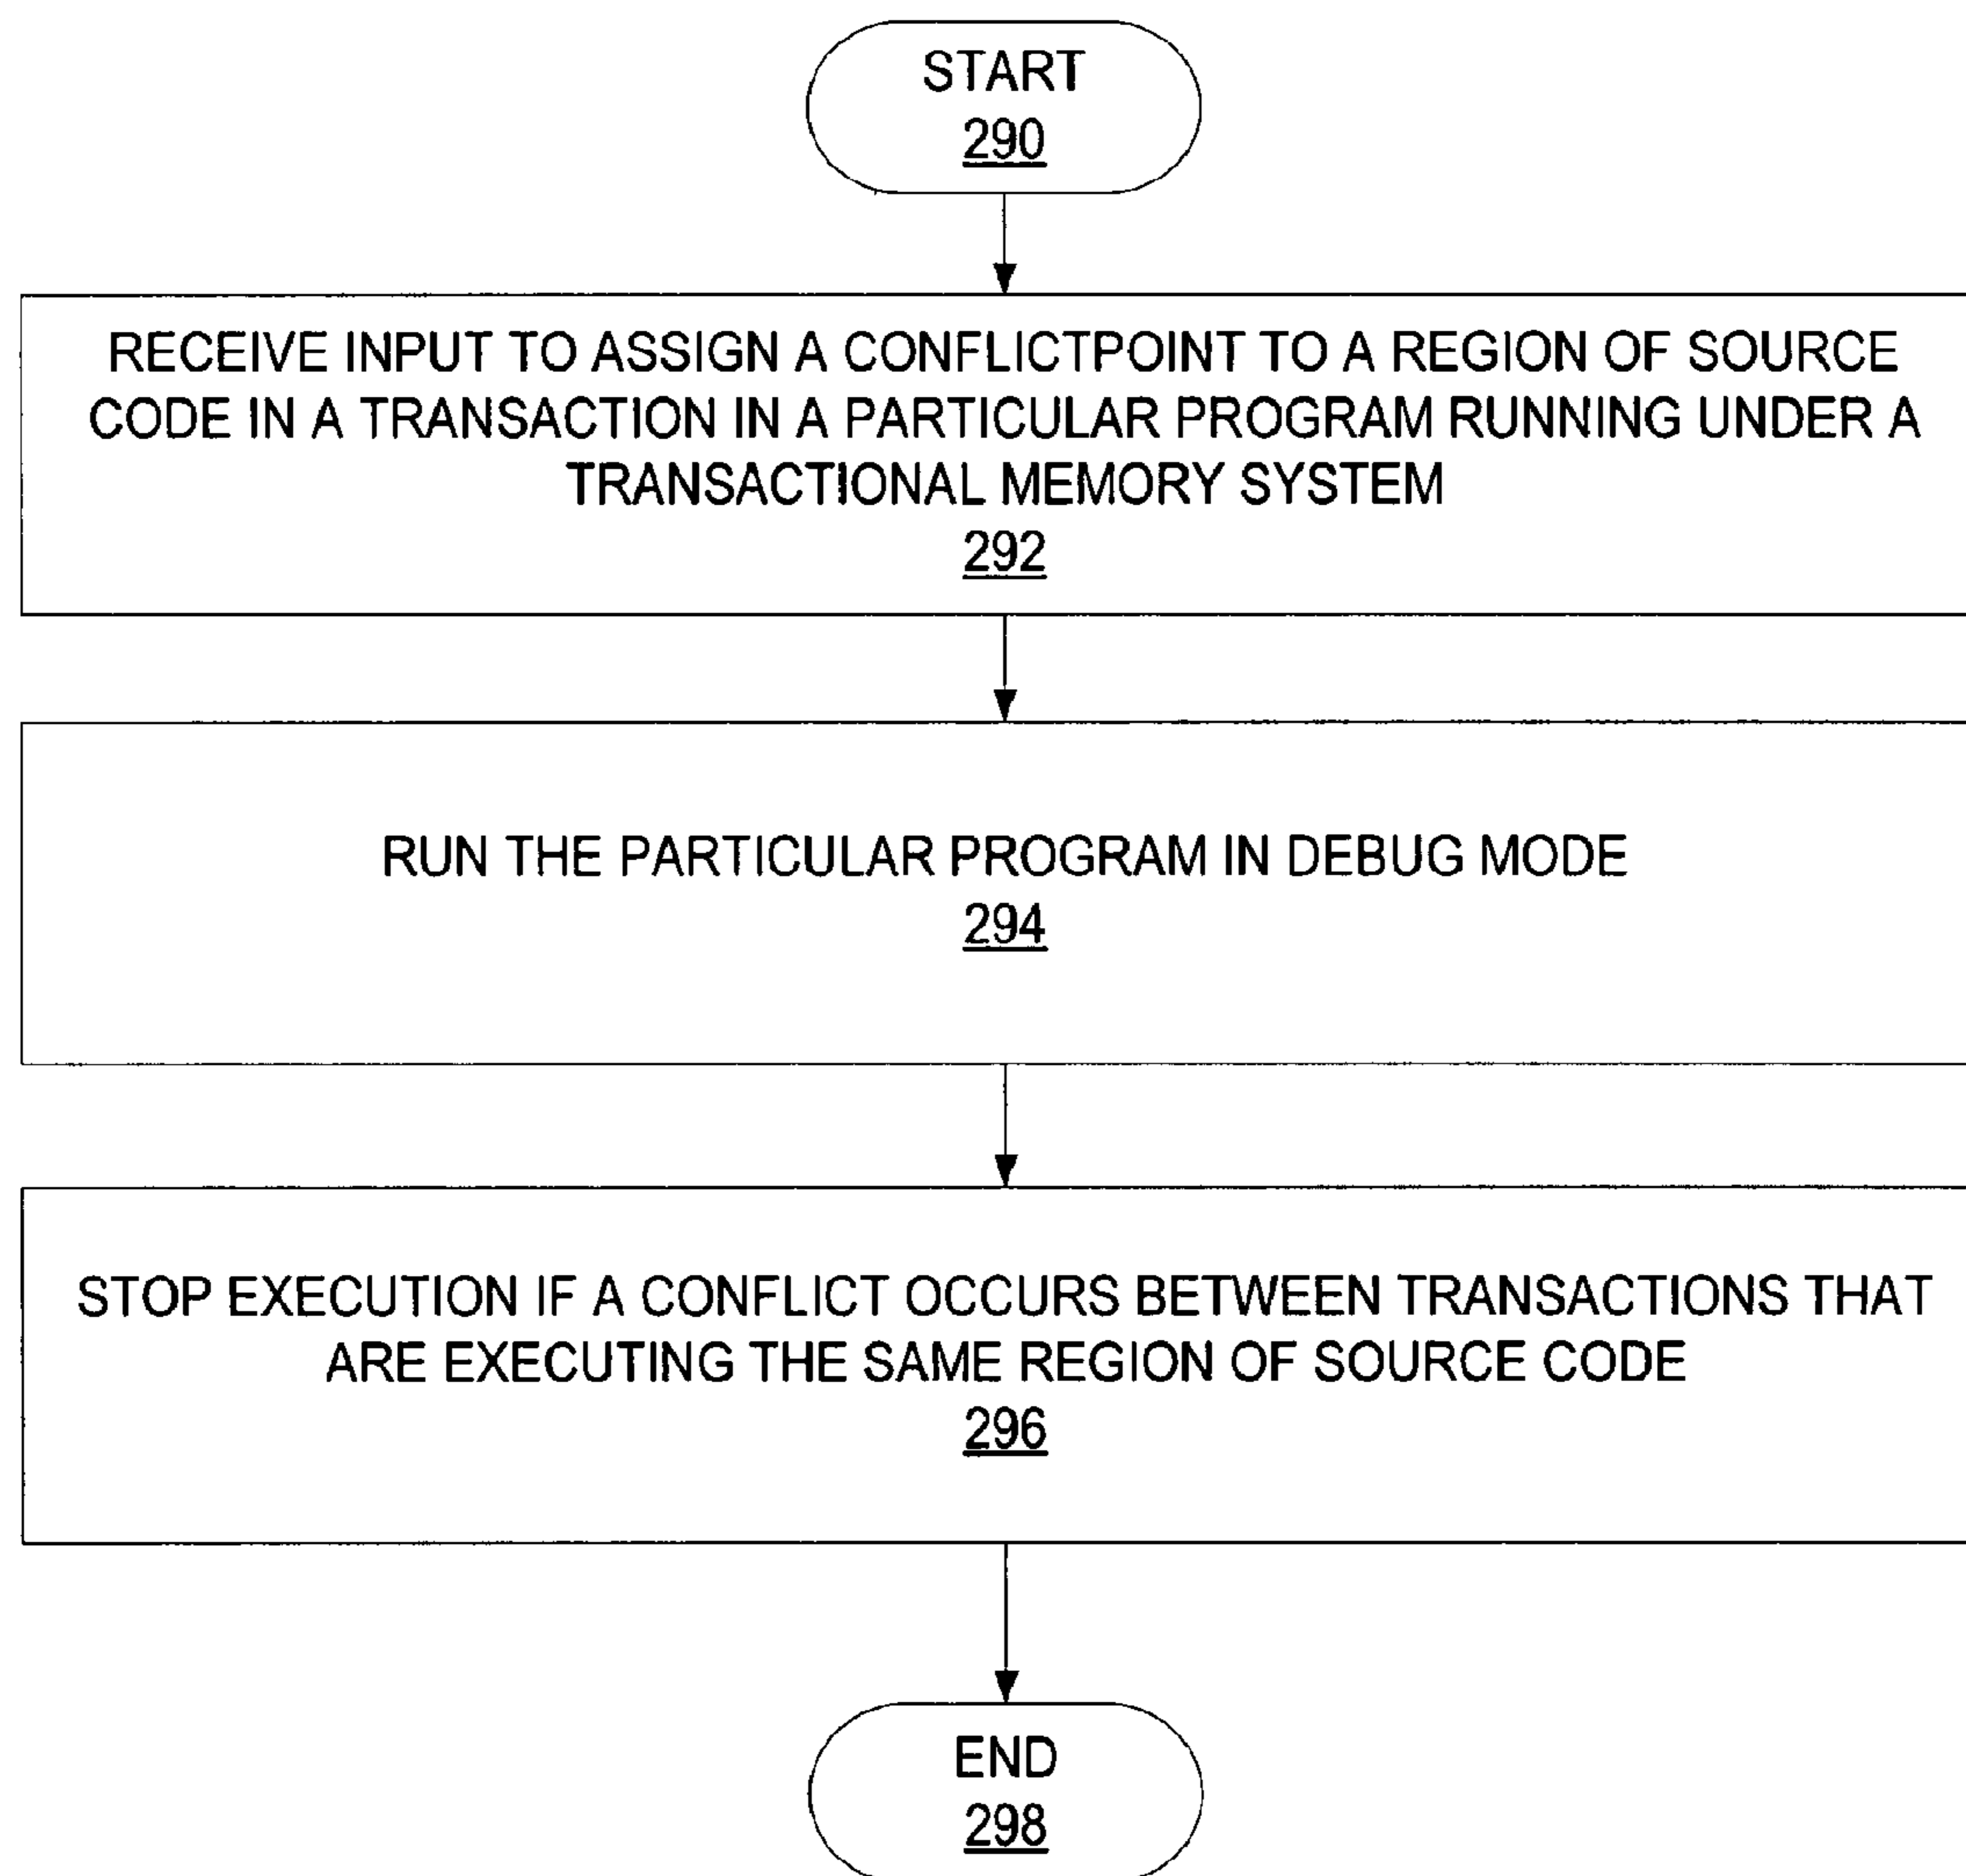 START
290
RECEIVE INPUT TO ASSIGN A CONFLICTPOINT TO A REGION OF SOURCE
CODE IN A TRANSACTION IN A PARTICULAR PROGRAM RUNNING UNDER A
TRANSACTIONAL MEMORY SYSTEM
292
RUN THE PARTICULAR PROGRAM IN DEBUG MODE
294
STOP EXECUTION IF A CONFLICT OCCURS BETWEEN TRANSACTIONS THAT
ARE EXECUTING THE SAME REGION OF SOURCE CODE
296
END
298